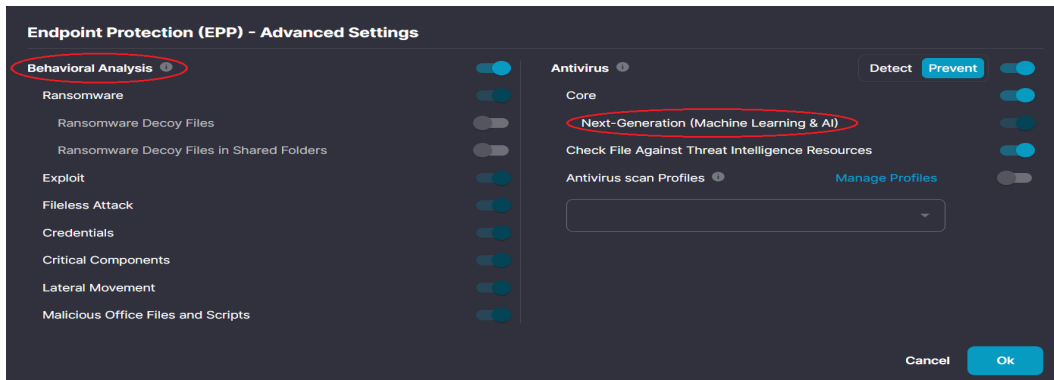 Endpoint Protection (EPP) - Advanced Settings
Behavioral Analysis
Ransomware
Ransomware Decoy Files
Ransomware Decoy Files in Shared Folders
Exploit
Fileless Attack
Credentials
Critical Components
Lateral Movement
Malicious Office Files and Scripts
Antivirus
Detect Prevent
Core
Next-Generation (Machine Learning & AI)
Check File Against Threat Intelligence Resources
Antivirus scan Profiles
Manage Profiles
Cancel
Ok